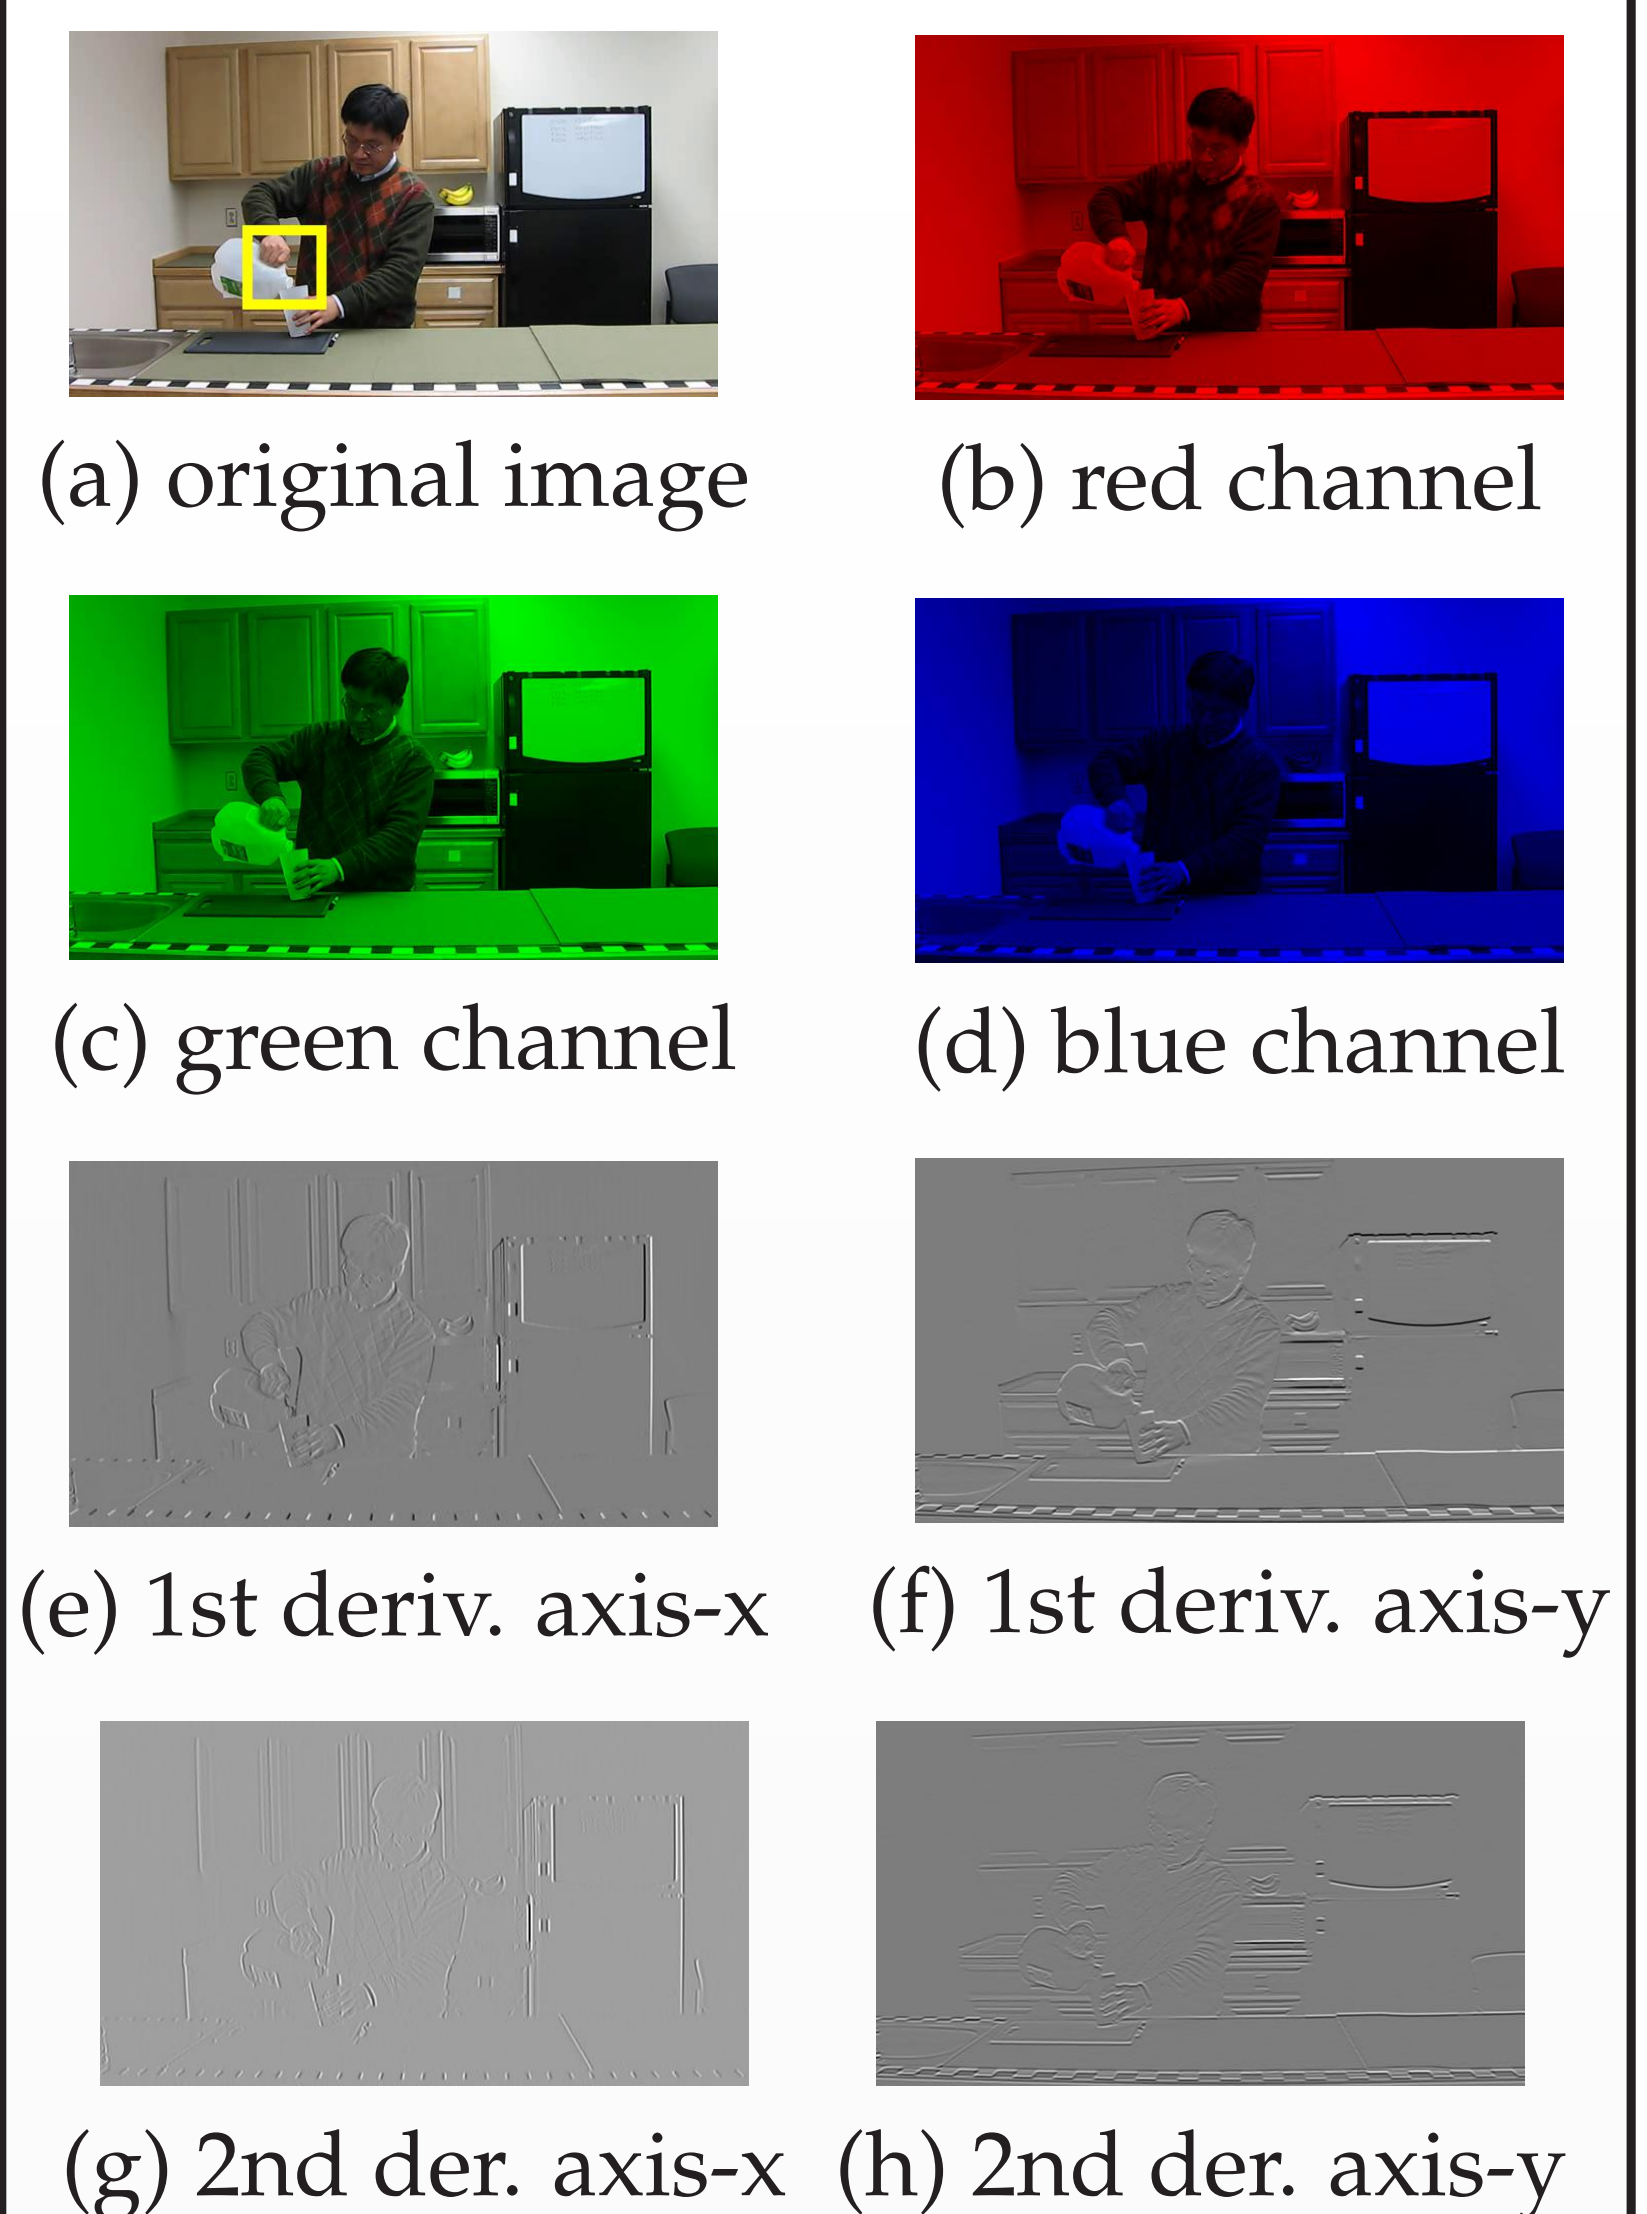 (a) original image
(b) red channel
(c) green channel
(d) blue channel
(e) 1st deriv. axis-x
(f) 1st deriv. axis-y
(g) 2nd der. axis-x
(h) 2nd der. axis-y